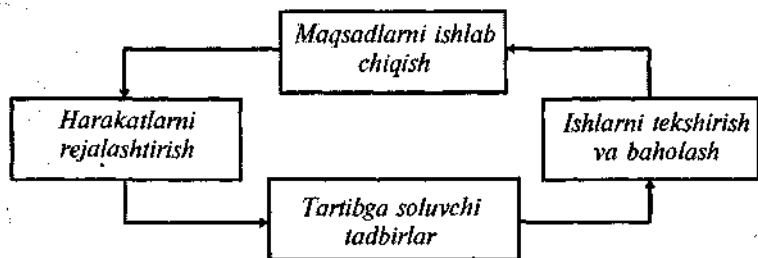 Maqsadlarni ishlab
chiqish
Harakatlarni
rejalashtirish
Ishlarni tekshirish
va baholash
Tartibga soluvchi
tadbirlar